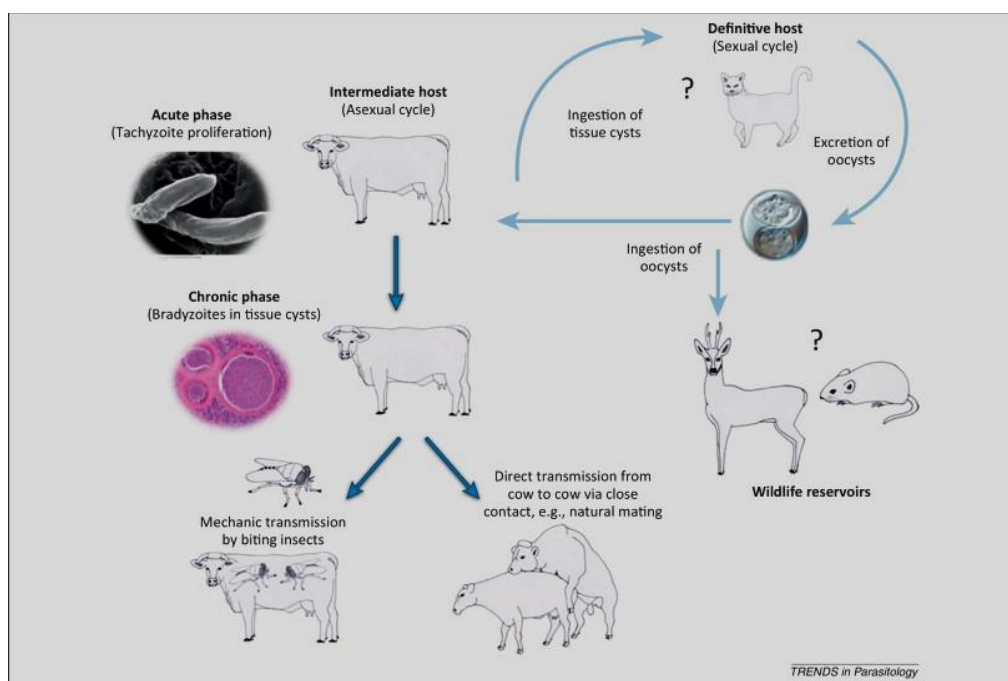 Definitive host
(Sexual cycle)
?
Ingestion of
tissue cysts
Excretion of
oocysts
Intermediate host
(Asexual cycle)
Acute phase
(Tachyzoite proliferation)
Ingestion of
oocysts
Chronic phase
(Bradyzoites in tissue cysts)
?
Wildlife reservoirs
Mechanic transmission
by biting insects
Direct transmission from
cow to cow via close
contact, e.g., natural mating
TRENDS in Parasitology